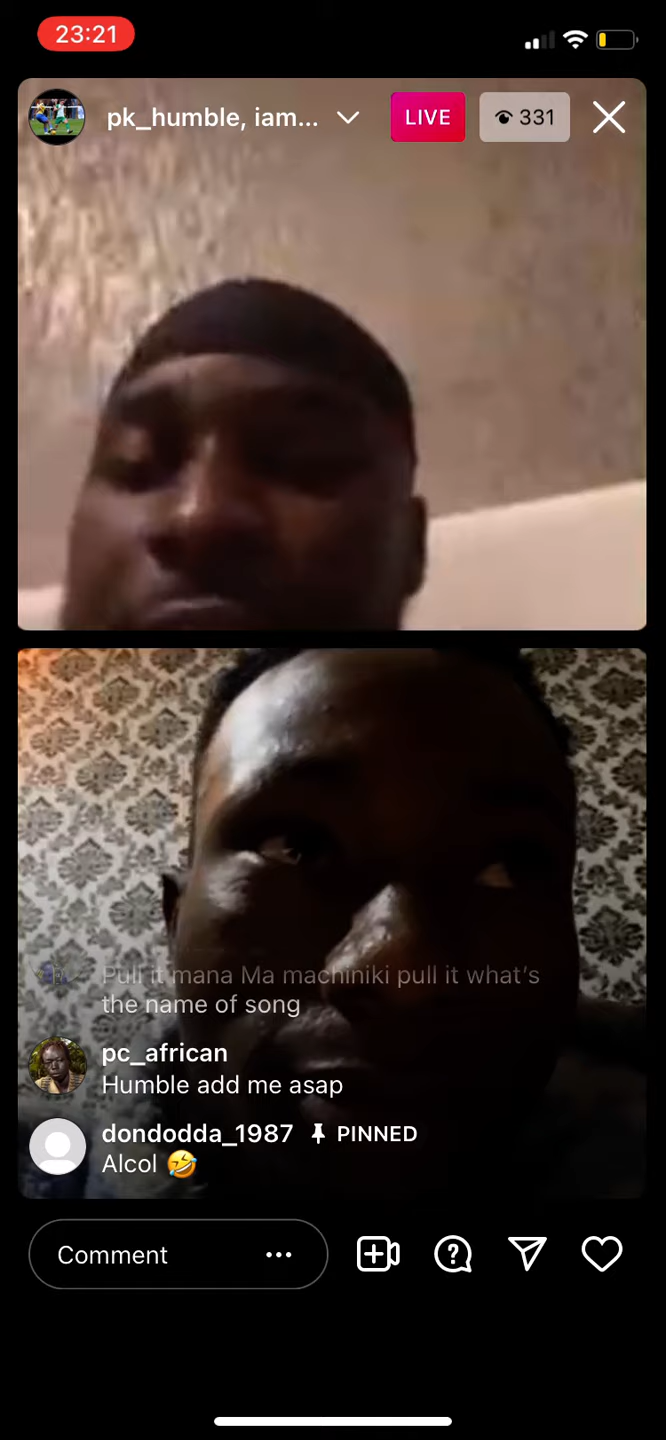 23:21
pk_humble, iam...
LIVE
331
Pull it mana Ma machiniki pull it what's
the name of song
pc_african
Humble add me asap
dondodda_1987 PINNED
Alcol 🤣
Comment